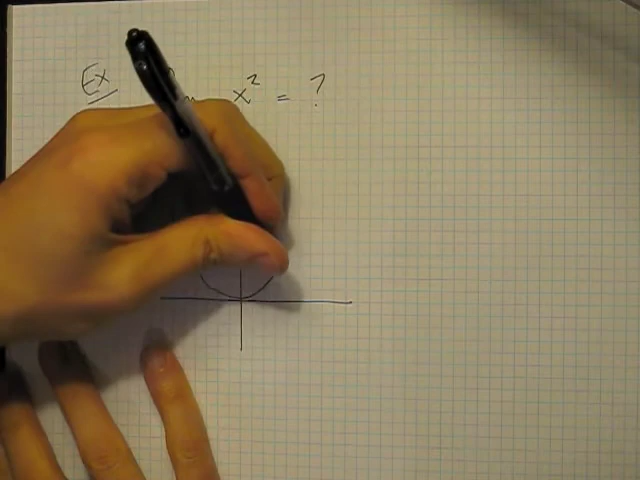 Ex x² = ?